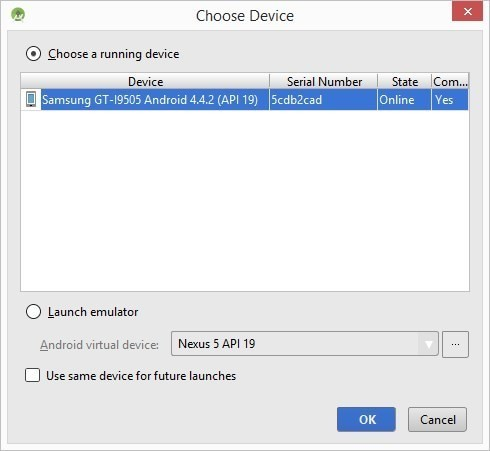 Choose Device
Choose a running device
Device Serial Number State Com...
Samsung GT-I9505 Android 4.4.2 (API 19) 5cdb2cad Online Yes
Launch emulator
Android virtual device: Nexus 5 API 19 ...
Use same device for future launches
OK Cancel